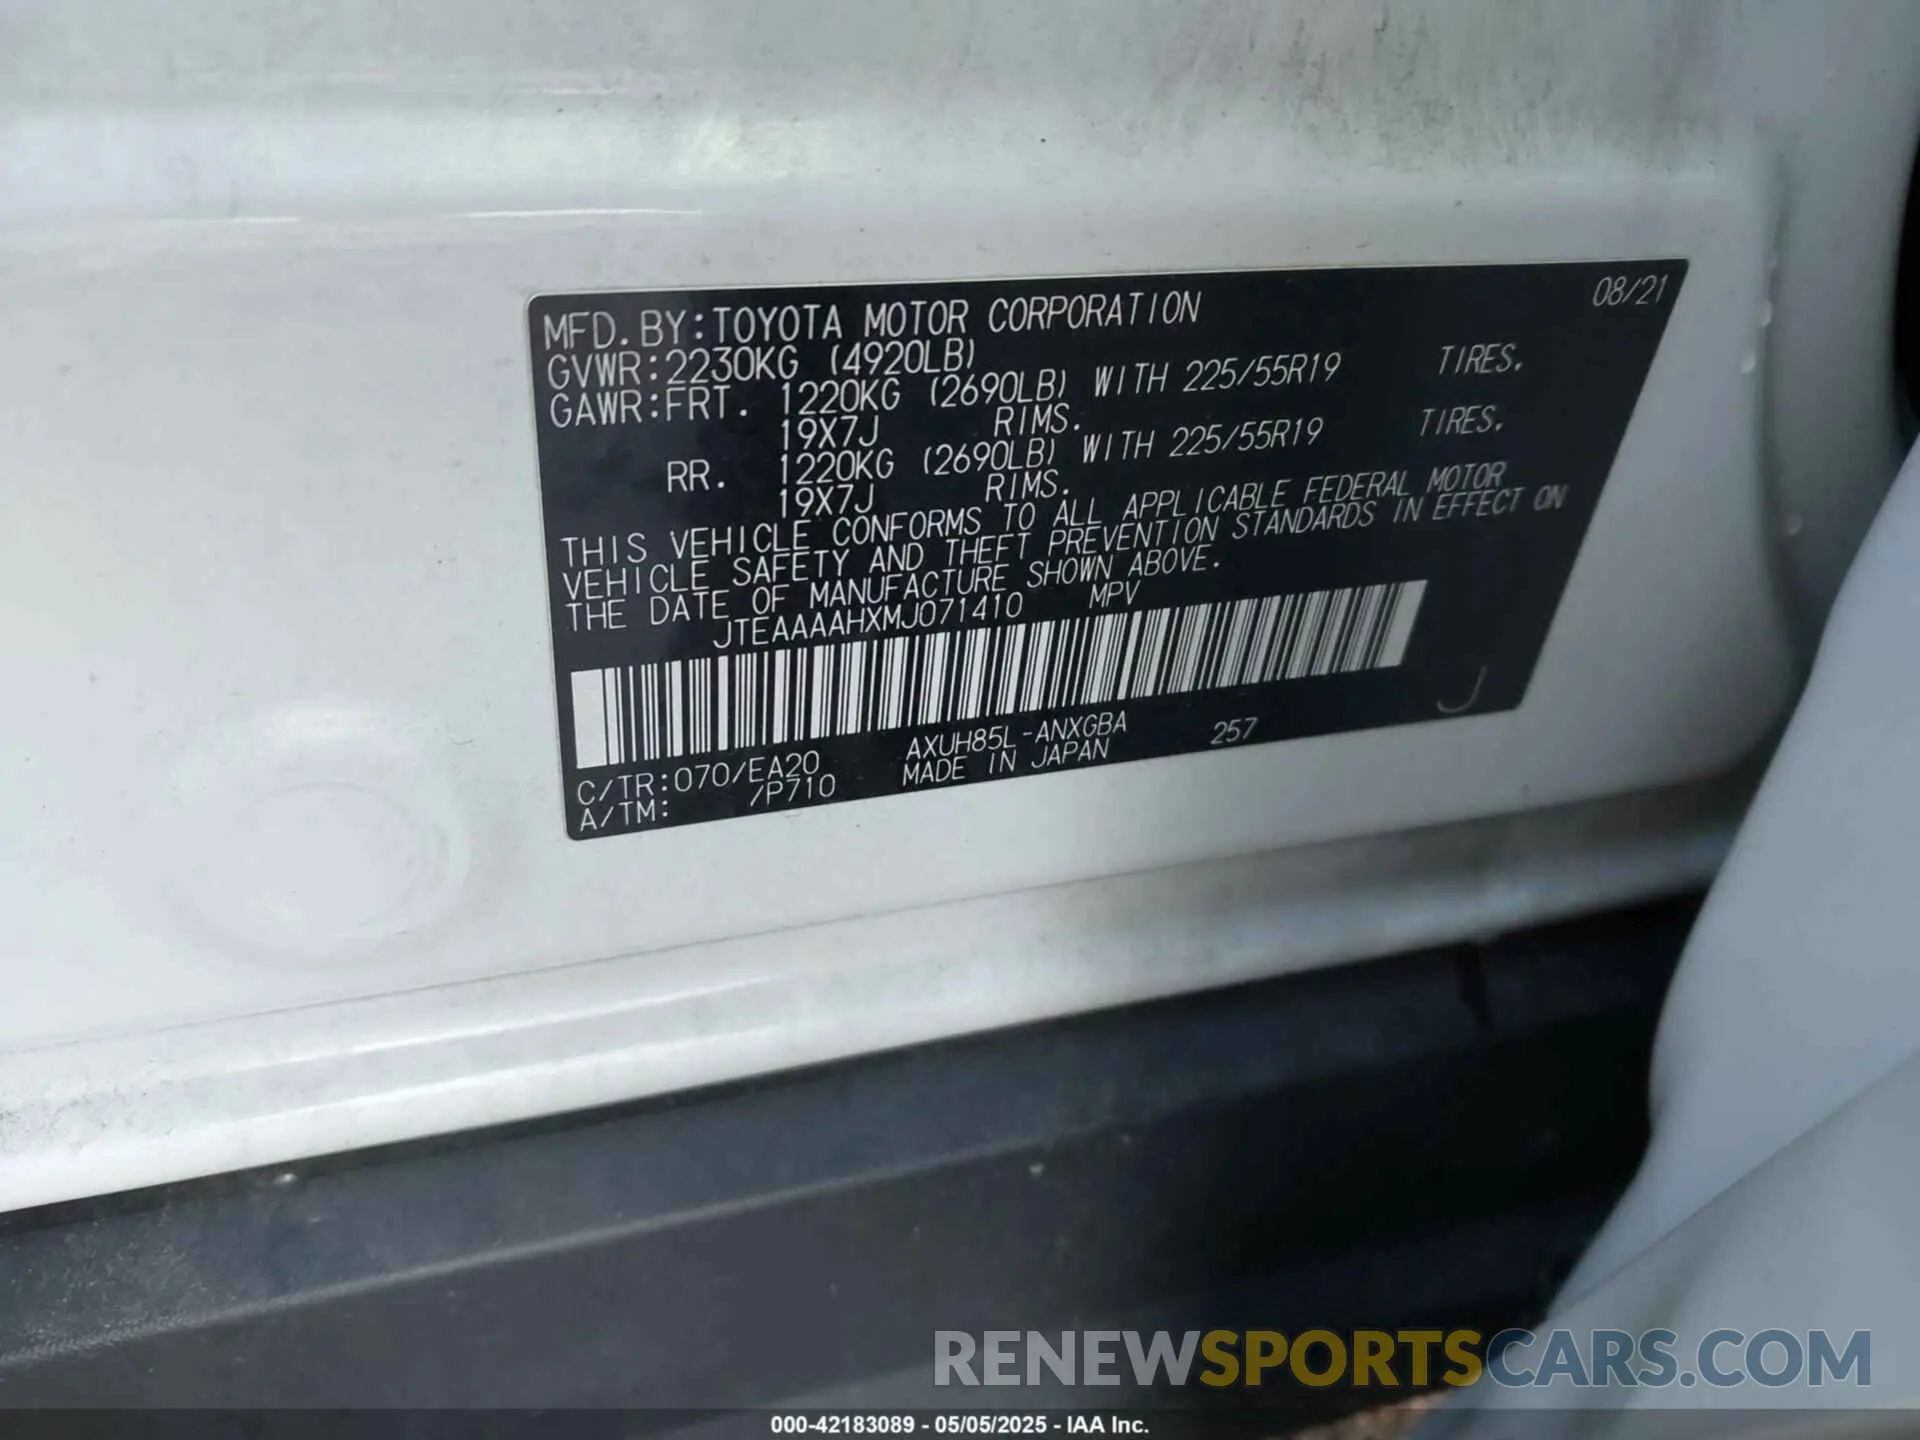 MFD.BY:TOYOTA MOTOR CORPORATION 08/21
GVWR:2230KG (4920LB)
GAWR:FRT. 1220KG (2690LB) WITH 225/55R19 TIRES.
19X7J RIMS.
RR. 1220KG (2690LB) WITH 225/55R19 TIRES.
19X7J RIMS.
THIS VEHICLE CONFORMS TO ALL APPLICABLE FEDERAL MOTOR
VEHICLE SAFETY AND THEFT PREVENTION STANDARDS IN EFFECT ON
THE DATE OF MANUFACTURE SHOWN ABOVE.
JTEAAAAHXMJ071410 MPV
J
C/TR:070/EA20 AXUH85L-ANXGBA 257
A/TM: /P710 MADE IN JAPAN
RENEWSPORTSCARS.COM
000-42183089 - 05/05/2025 - IAA Inc.